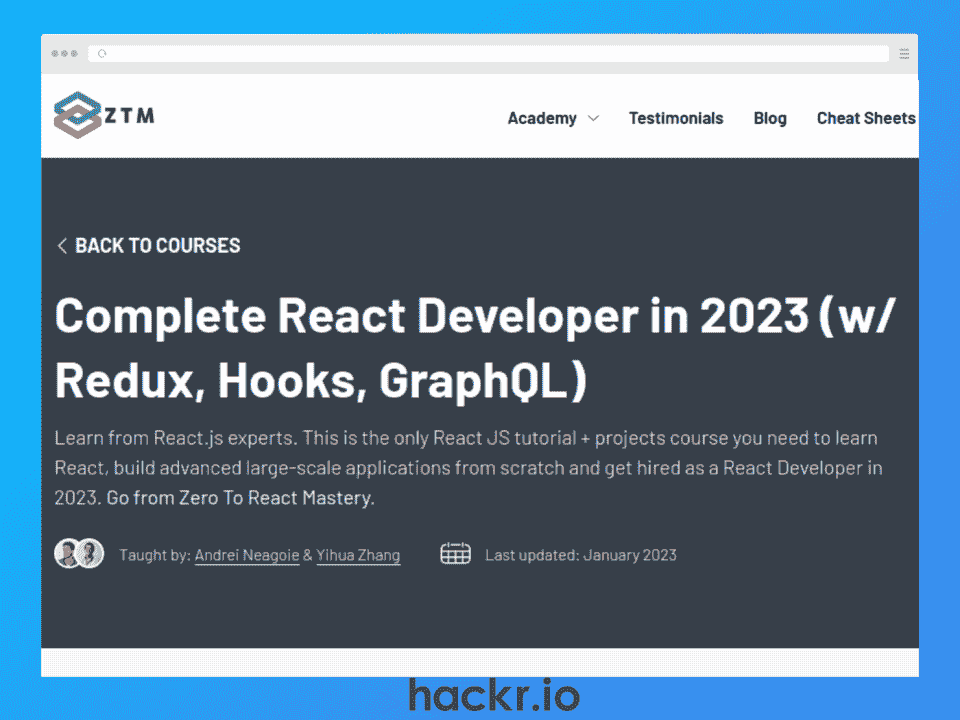 ZTM
Academy Testimonials Blog Cheat Sheets
BACK TO COURSES
Complete React Developer in 2023 (w/
Redux, Hooks, GraphQL)
Learn from React.js experts. This is the only React JS tutorial + projects course you need to learn
React, build advanced large-scale applications from scratch and get hired as a React Developer in
2023. Go from Zero To React Mastery.
Taught by: Andrei Neagoie & Yihua Zhang Last updated: January 2023
hackr.io